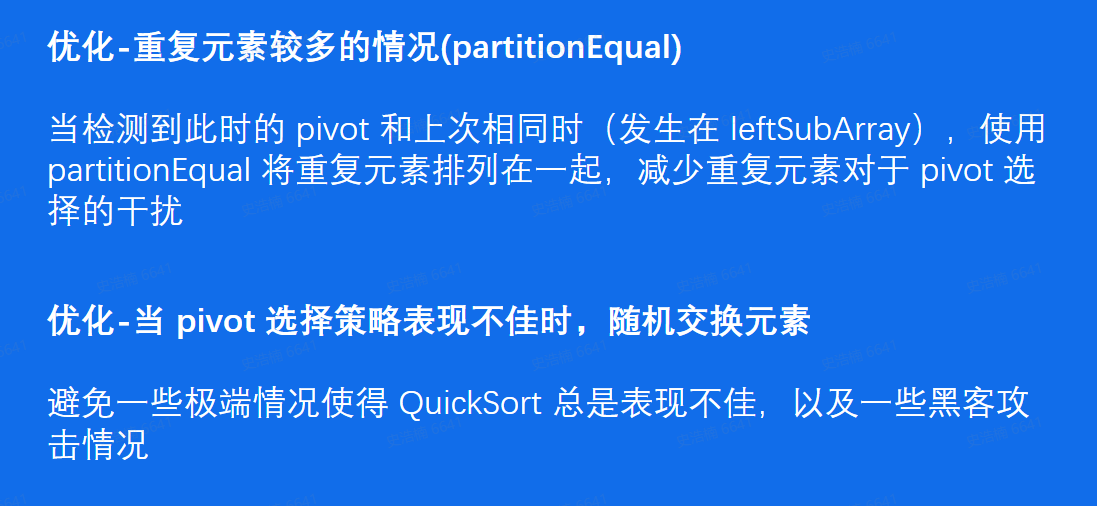 优化-重复元素较多的情况(partitionEqual)
当检测到此时的 pivot 和上次相同时（发生在 leftSubArray），使用
partitionEqual 将重复元素排列在一起，减少重复元素对于 pivot 选
择的干扰
优化-当 pivot 选择策略表现不佳时，随机交换元素
避免一些极端情况使得 QuickSort 总是表现不佳，以及一些黑客攻
击情况